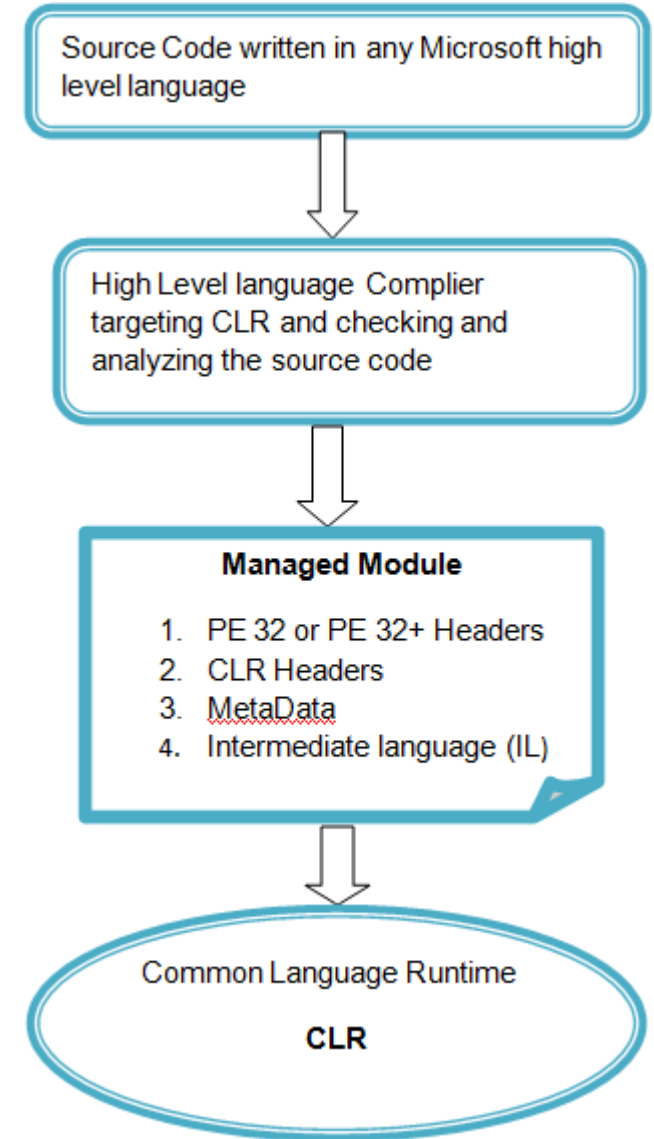 Source Code written in any Microsoft high
level language
High Level language Complier
targeting CLR and checking and
analyzing the source code
Managed Module
1. PE 32 or PE 32+ Headers
2. CLR Headers
3. MetaData
4. Intermediate language (IL)
Common Language Runtime
CLR